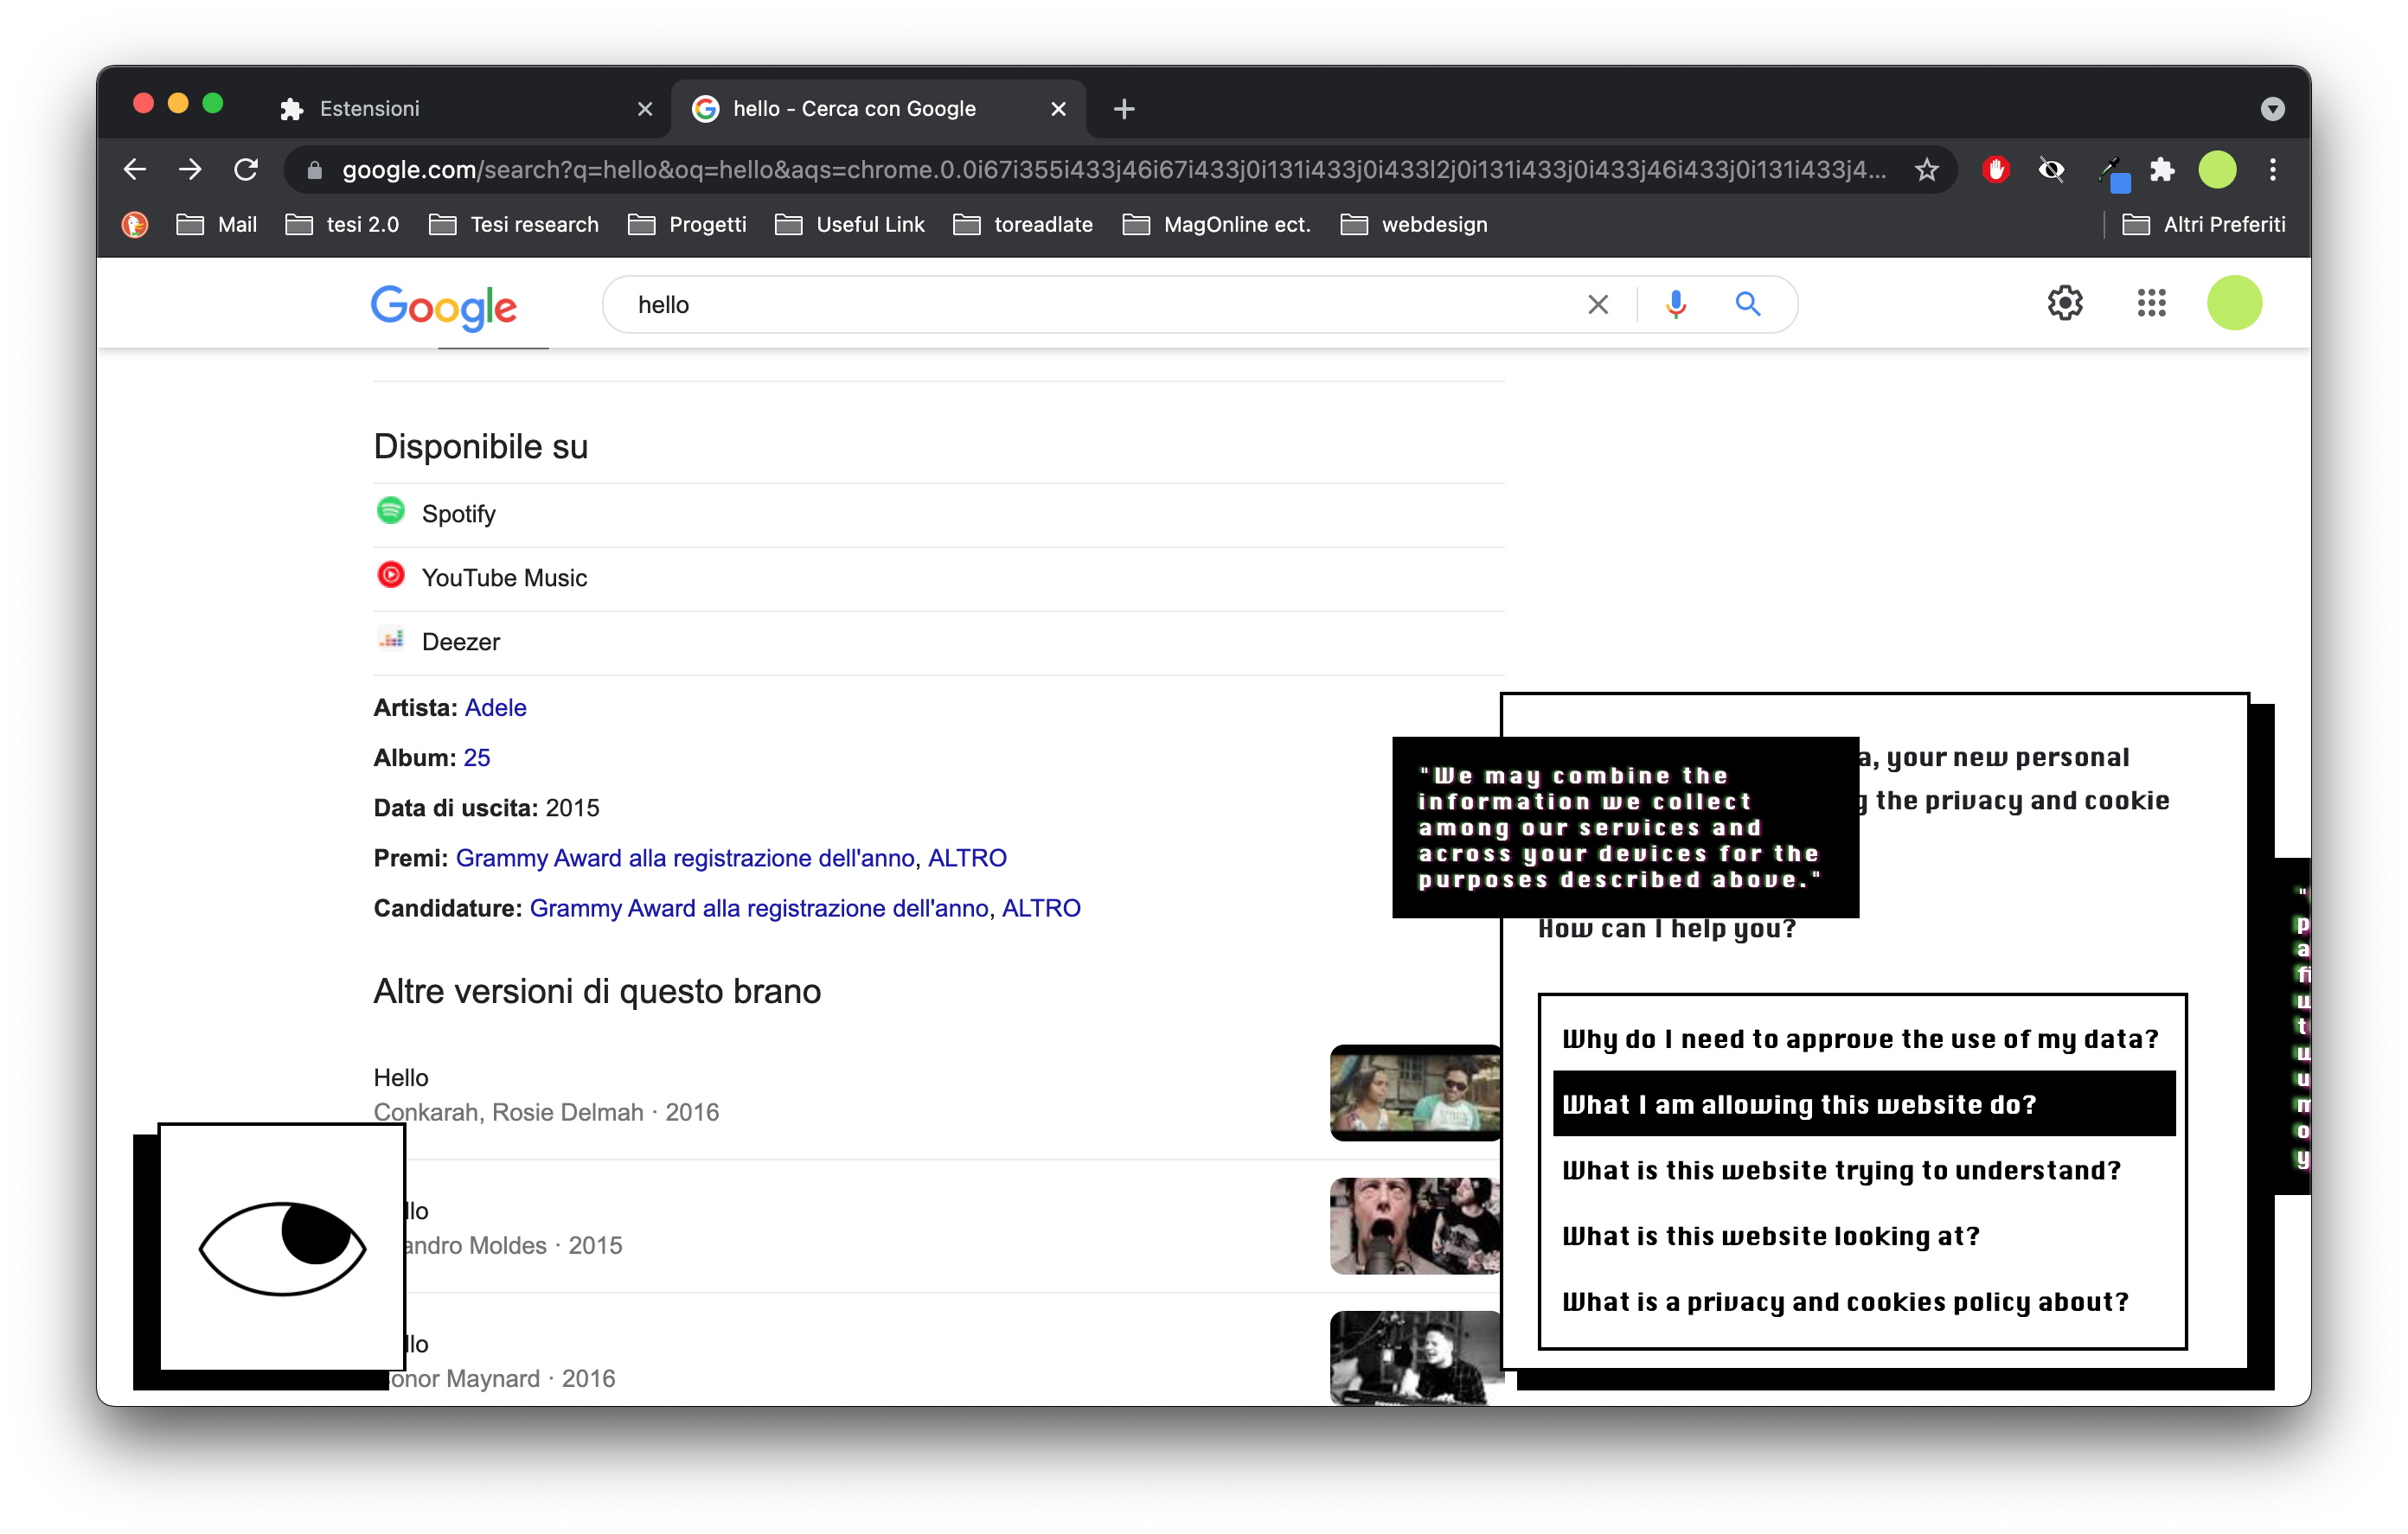 Estensioni
hello - Cerca con Google
google.com/search?q=hello&oq=hello&aqs=chrome.0.0i67i355i433j46i67i433j0i131i433j0i433l2j0i131i433j0i433j46i433j0i131i433j4...
Mail
tesi 2.0
Tesi research
Progetti
Useful Link
toreadlate
MagOnline ect.
webdesign
Altri Preferiti
Google
hello
Disponibile su
Spotify
YouTube Music
Deezer
Artista: Adele
Album: 25
Data di uscita: 2015
Premi: Grammy Award alla registrazione dell'anno, ALTRO
Candidature: Grammy Award alla registrazione dell'anno, ALTRO
Altre versioni di questo brano
Hello
Conkarah, Rosie Delmah · 2016
llo
andro Moldes · 2015
llo
onor Maynard · 2016
"We may combine the
information we collect
among our services and
across your devices for the
purposes described above."
a, your new personal
g the privacy and cookie
How can I help you?
Why do I need to approve the use of my data?
What I am allowing this website do?
What is this website trying to understand?
What is this website looking at?
What is a privacy and cookies policy about?